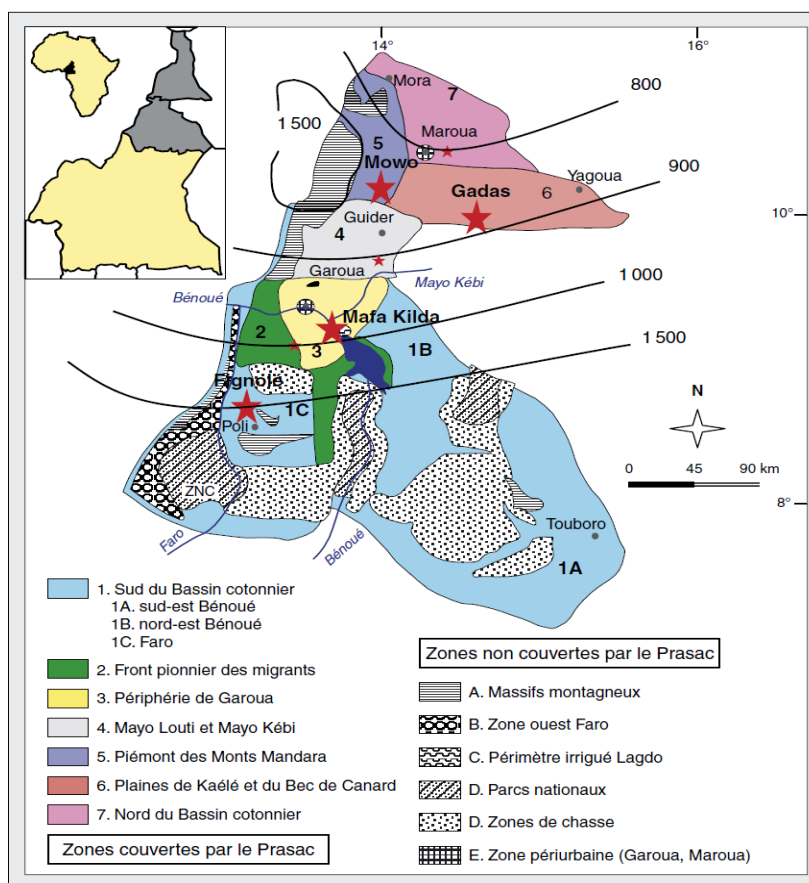 14°
16°
Mora
7
800
1 500
Maroua
5
Mowo
900
Yagoua
Gadas
6
10°
Guider
4
Garoua
Mayo Kébi
Bénoué
1 000
2
Mafa Kilda
3
1B
1 500
Fignolé
1C
Poli
N
0 45 90 km
ZNC
8°
Touboro
Faro
Bénoué
1A
1. Sud du Bassin cotonnier
1A. sud-est Bénoué
1B. nord-est Bénoué
1C. Faro
2. Front pionnier des migrants
3. Périphérie de Garoua
4. Mayo Louti et Mayo Kébi
5. Piémont des Monts Mandara
6. Plaines de Kaélé et du Bec de Canard
7. Nord du Bassin cotonnier
Zones couvertes par le Prasac
Zones non couvertes par le Prasac
A. Massifs montagneux
B. Zone ouest Faro
C. Périmètre irrigué Lagdo
D. Parcs nationaux
D. Zones de chasse
E. Zone périurbaine (Garoua, Maroua)